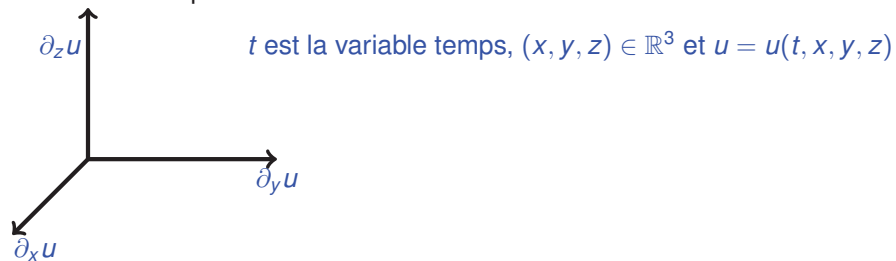 ∂zu t est la variable temps, (x, y, z) ∈ ℝ³ et u = u(t, x, y, z)
∂yu
∂xu